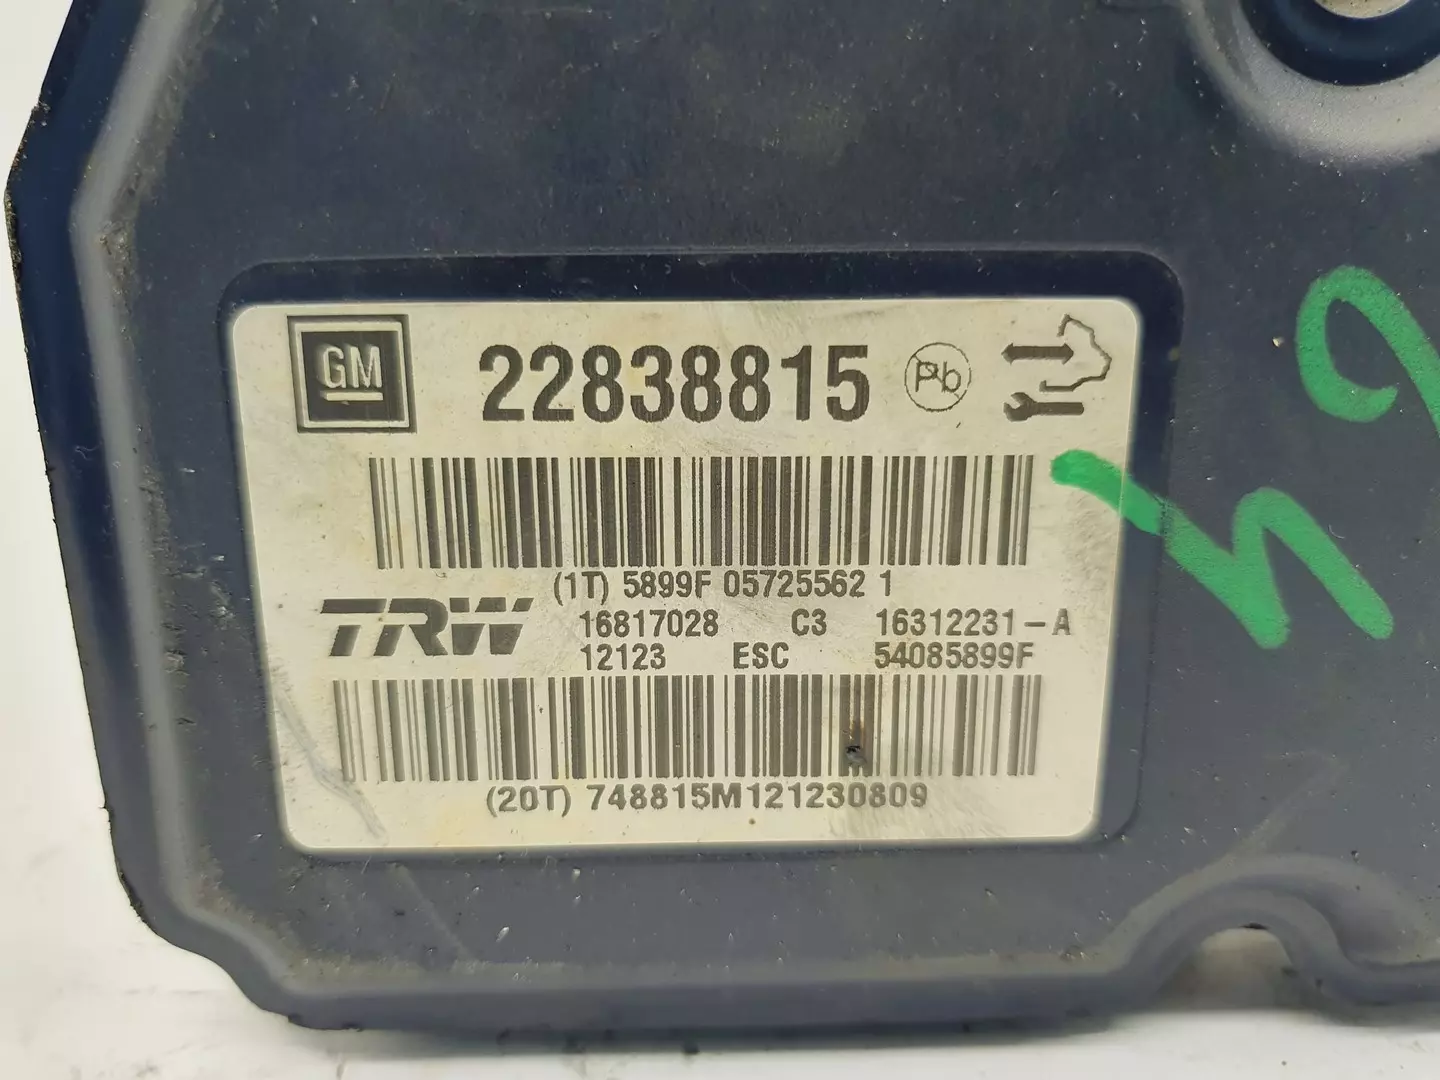 GM 22838815 Pb
(1T) 5899F 05725562 1
TRW 16817028 C3 16312231-A
12123 ESC 54085899F
(20T) 748815M121230809